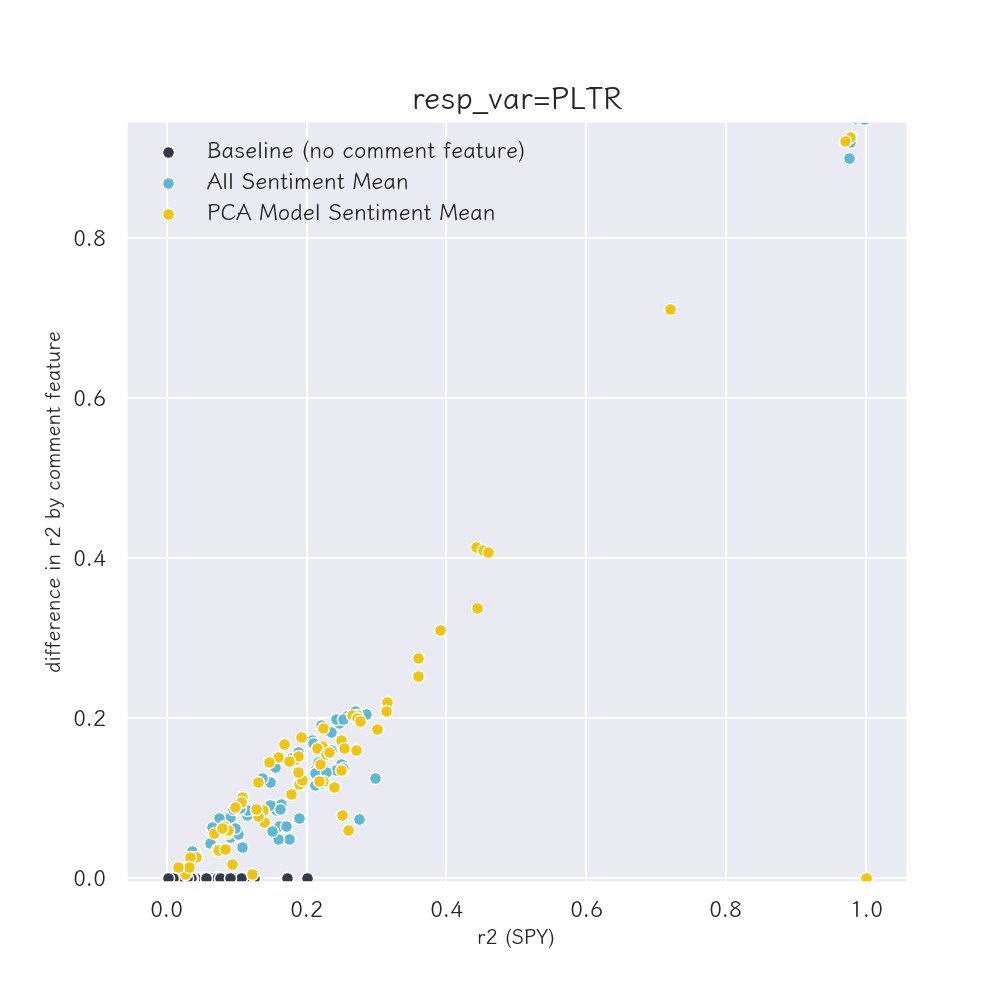 resp_var=PLTR
Baseline (no comment feature)
All Sentiment Mean
PCA Model Sentiment Mean
difference in r2 by comment feature
0.8
0.6
0.4
0.2
0.0
0.0 0.2 0.4 0.6 0.8 1.0
r2 (SPY)